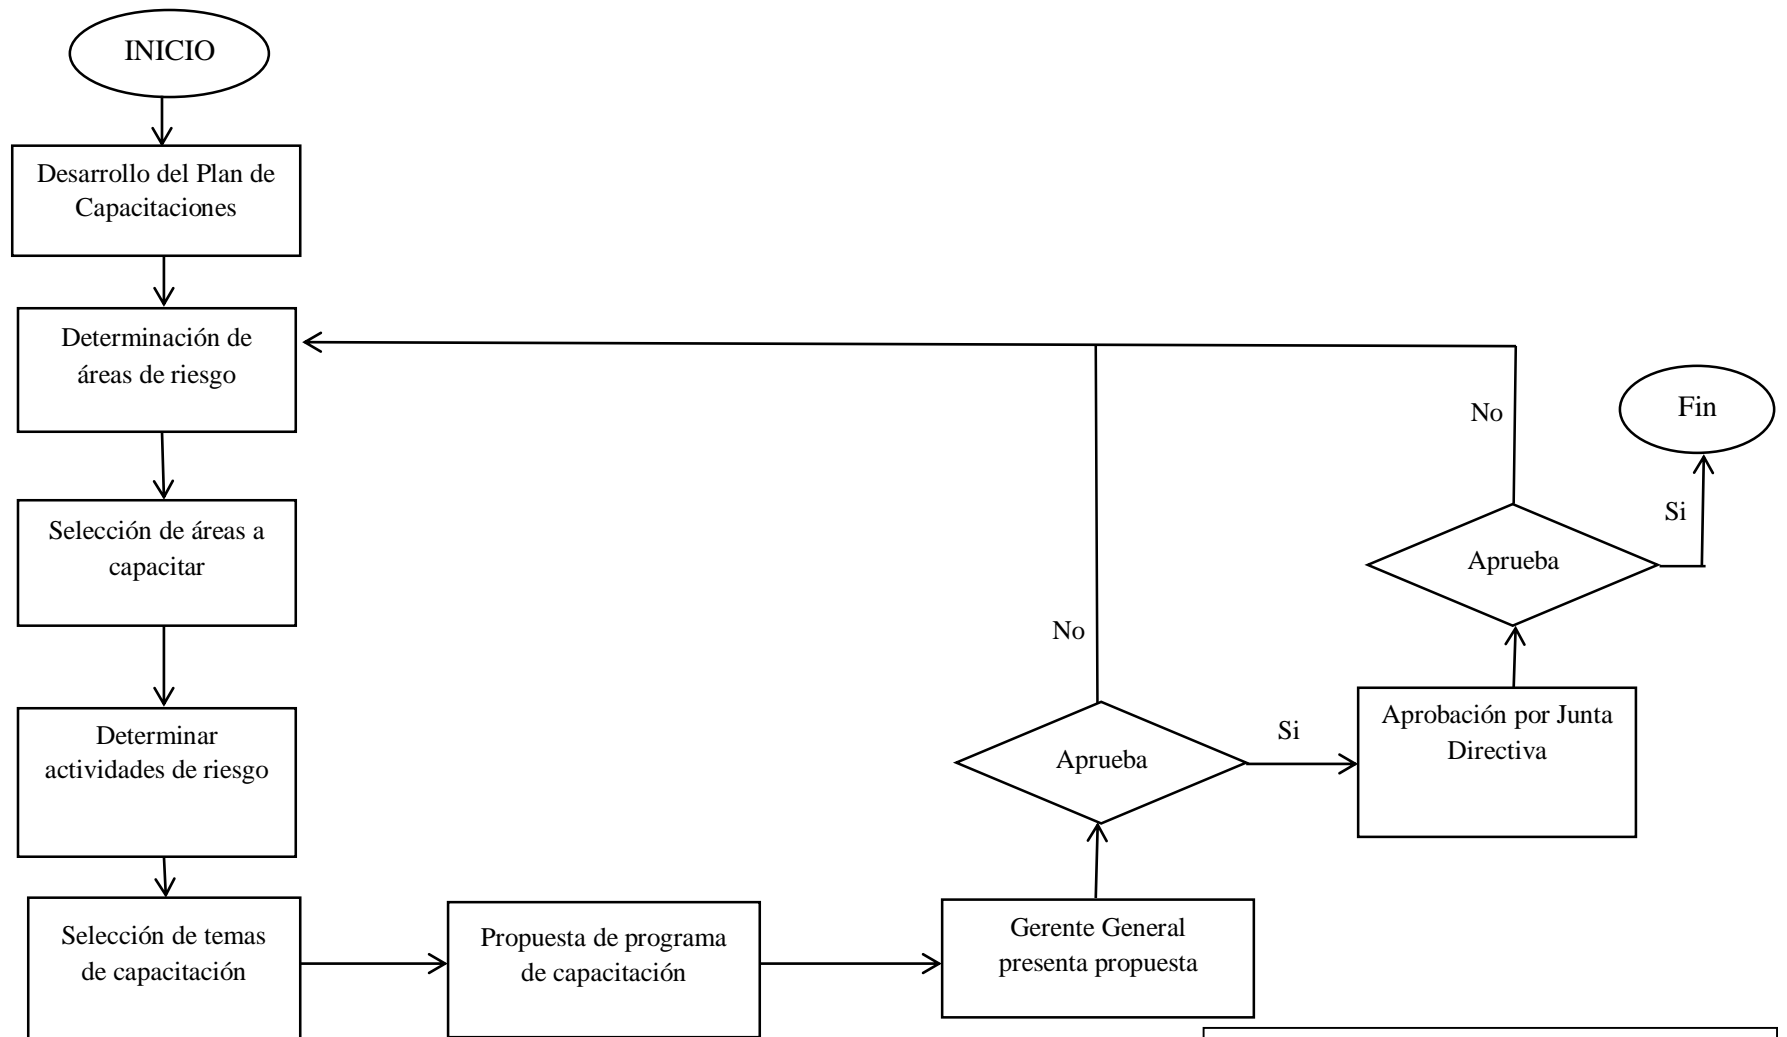 INICIO
Desarrollo del Plan de
Capacitaciones
Determinación de
áreas de riesgo
Selección de áreas a
capacitar
Determinar
actividades de riesgo
Selección de temas
de capacitación
Propuesta de programa
de capacitación
Gerente General
presenta propuesta
Aprueba
No
Si
Aprobación por Junta
Directiva
Aprueba
No
Si
Fin